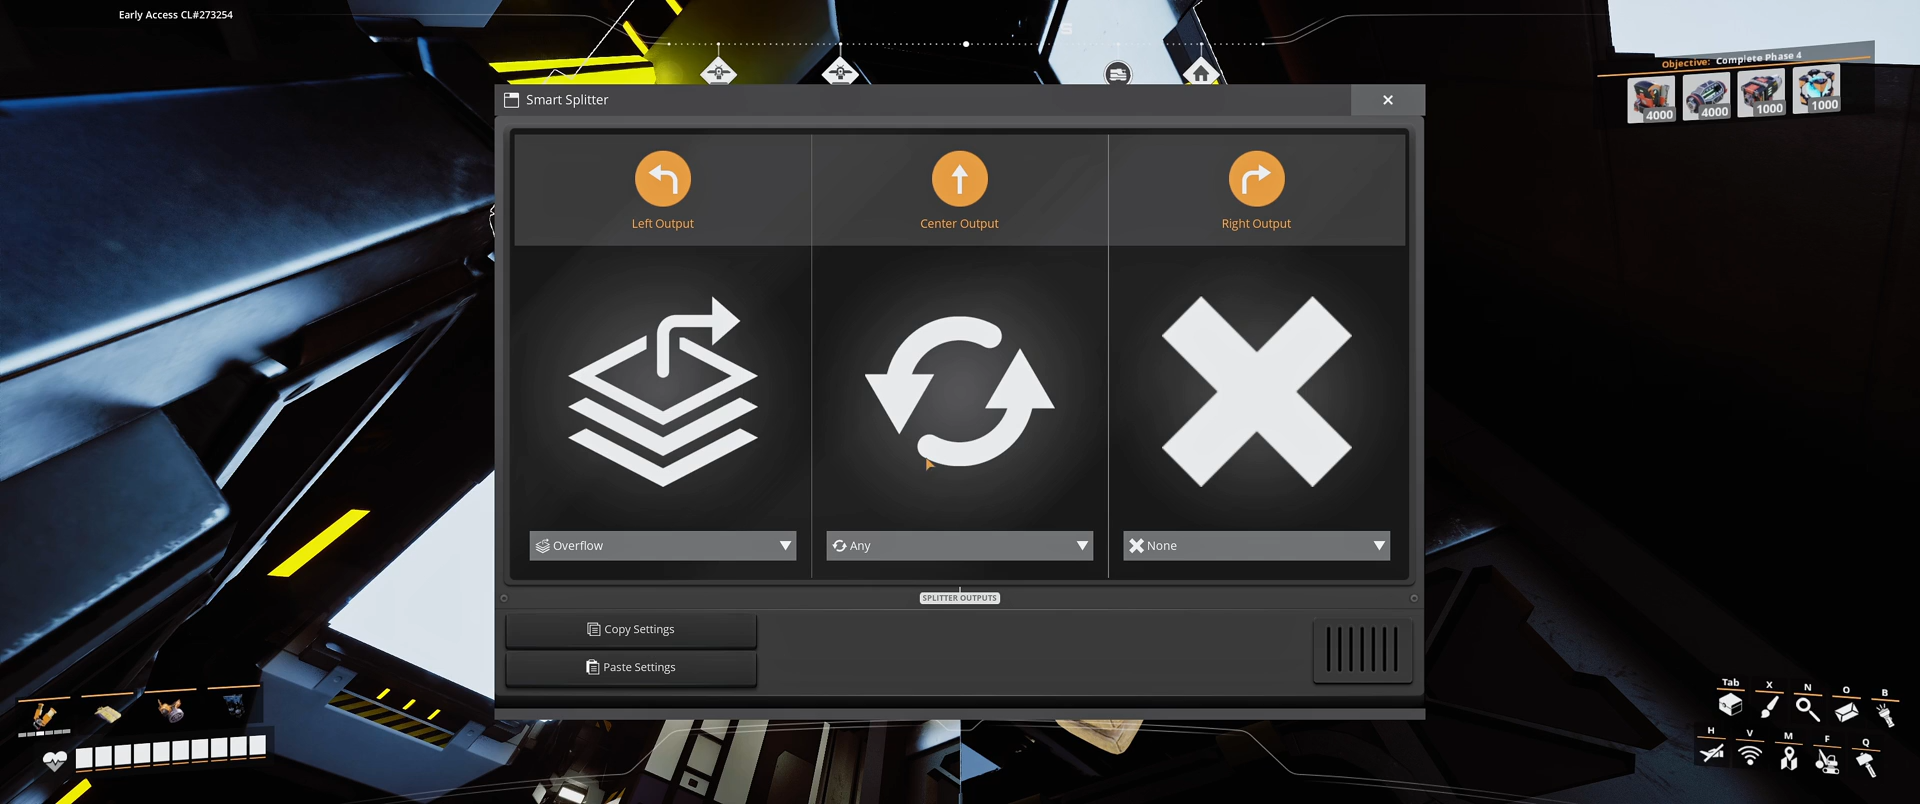 Early Access CL#273254
Objective: Complete Phase 4
4000
4000
1000
1000
Smart Splitter
Left Output
Center Output
Right Output
Overflow
Any
None
SPLITTER OUTPUTS
Copy Settings
Paste Settings
Tab
X
N
O
B
H
V
M
F
Q